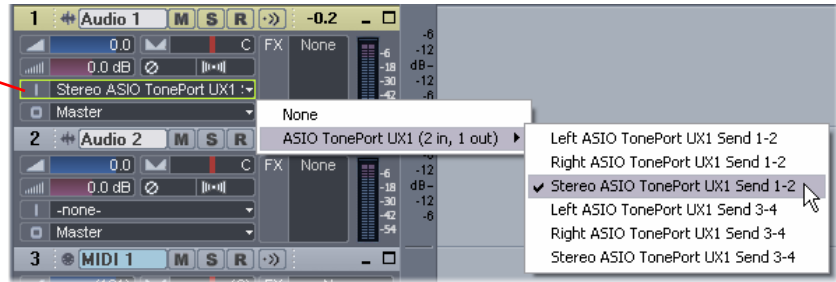 1 Audio 1 M S R -0.2
0.0 C FX None
0.0 dB
Stereo ASIO TonePort UX1 :
Master
-6
-18
-30
-42
-6
-12
dB-
-12
-6
None
ASIO TonePort UX1 (2 in, 1 out)
Left ASIO TonePort UX1 Send 1-2
Right ASIO TonePort UX1 Send 1-2
Stereo ASIO TonePort UX1 Send 1-2
Left ASIO TonePort UX1 Send 3-4
Right ASIO TonePort UX1 Send 3-4
Stereo ASIO TonePort UX1 Send 3-4
2 Audio 2 M S R
0.0 C FX None
0.0 dB
-none-
Master
-6
-18
-30
-42
-54
-12
dB-
-12
-6
3 MIDI 1 M S R